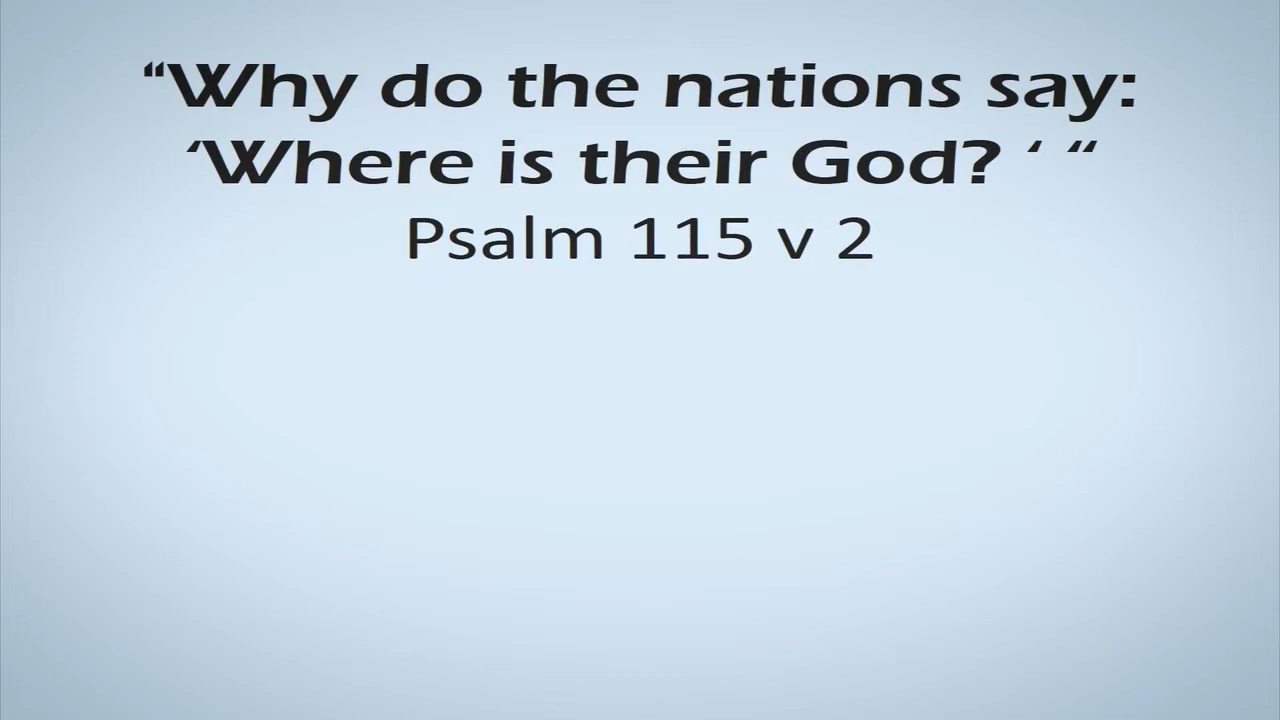 “Why do the nations say:
‘Where is their God? ‘ “
Psalm 115 v 2